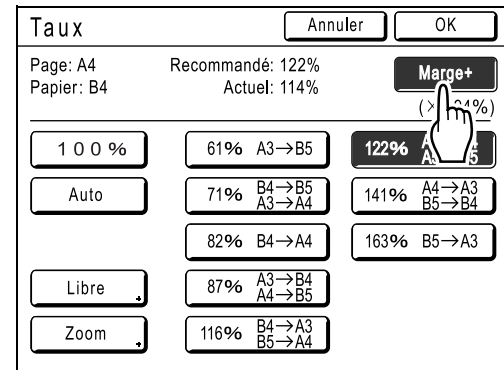 Taux
Annuler
OK
Page: A4
Papier: B4
Recommandé: 122%
Actuel: 114%
Marge+
100%
61% A3→B5
122%
Auto
71% B4→B5
A3→A4
141% A4→A3
B5→B4
82% B4→A4
163% B5→A3
Libre
87% A3→B4
A4→B5
Zoom
116% B4→A3
B5→A4